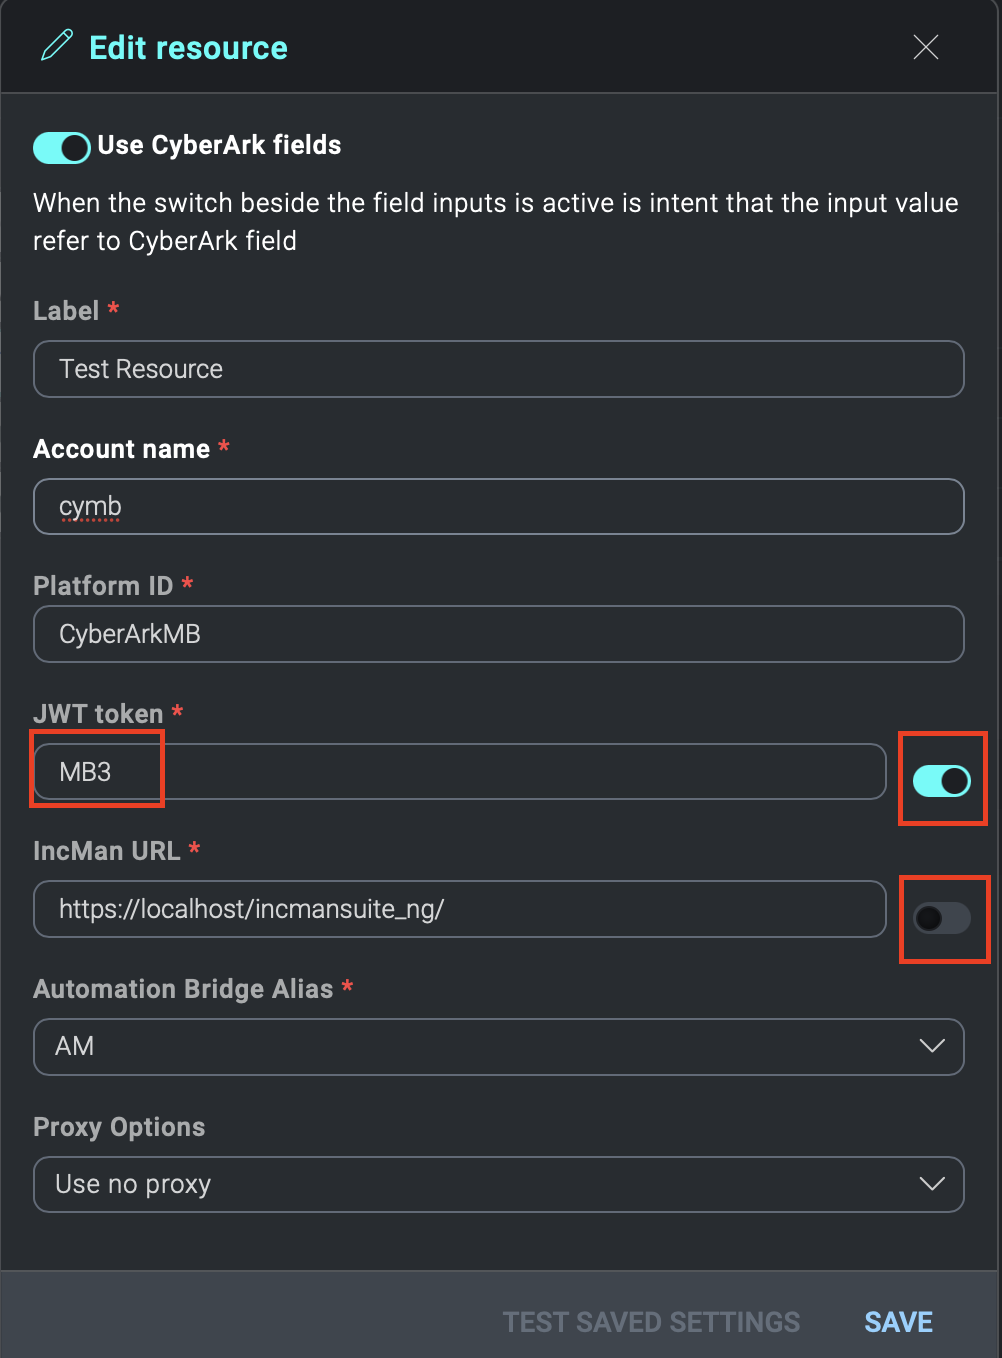 Edit resource
Use CyberArk fields
When the switch beside the field inputs is active is intent that the input value
refer to CyberArk field
Label *
Test Resource
Account name *
cymb
Platform ID *
CyberArkMB
JWT token *
MB3
IncMan URL *
https://localhost/incmansuite_ng/
Automation Bridge Alias *
AM
Proxy Options
Use no proxy
TEST SAVED SETTINGS SAVE